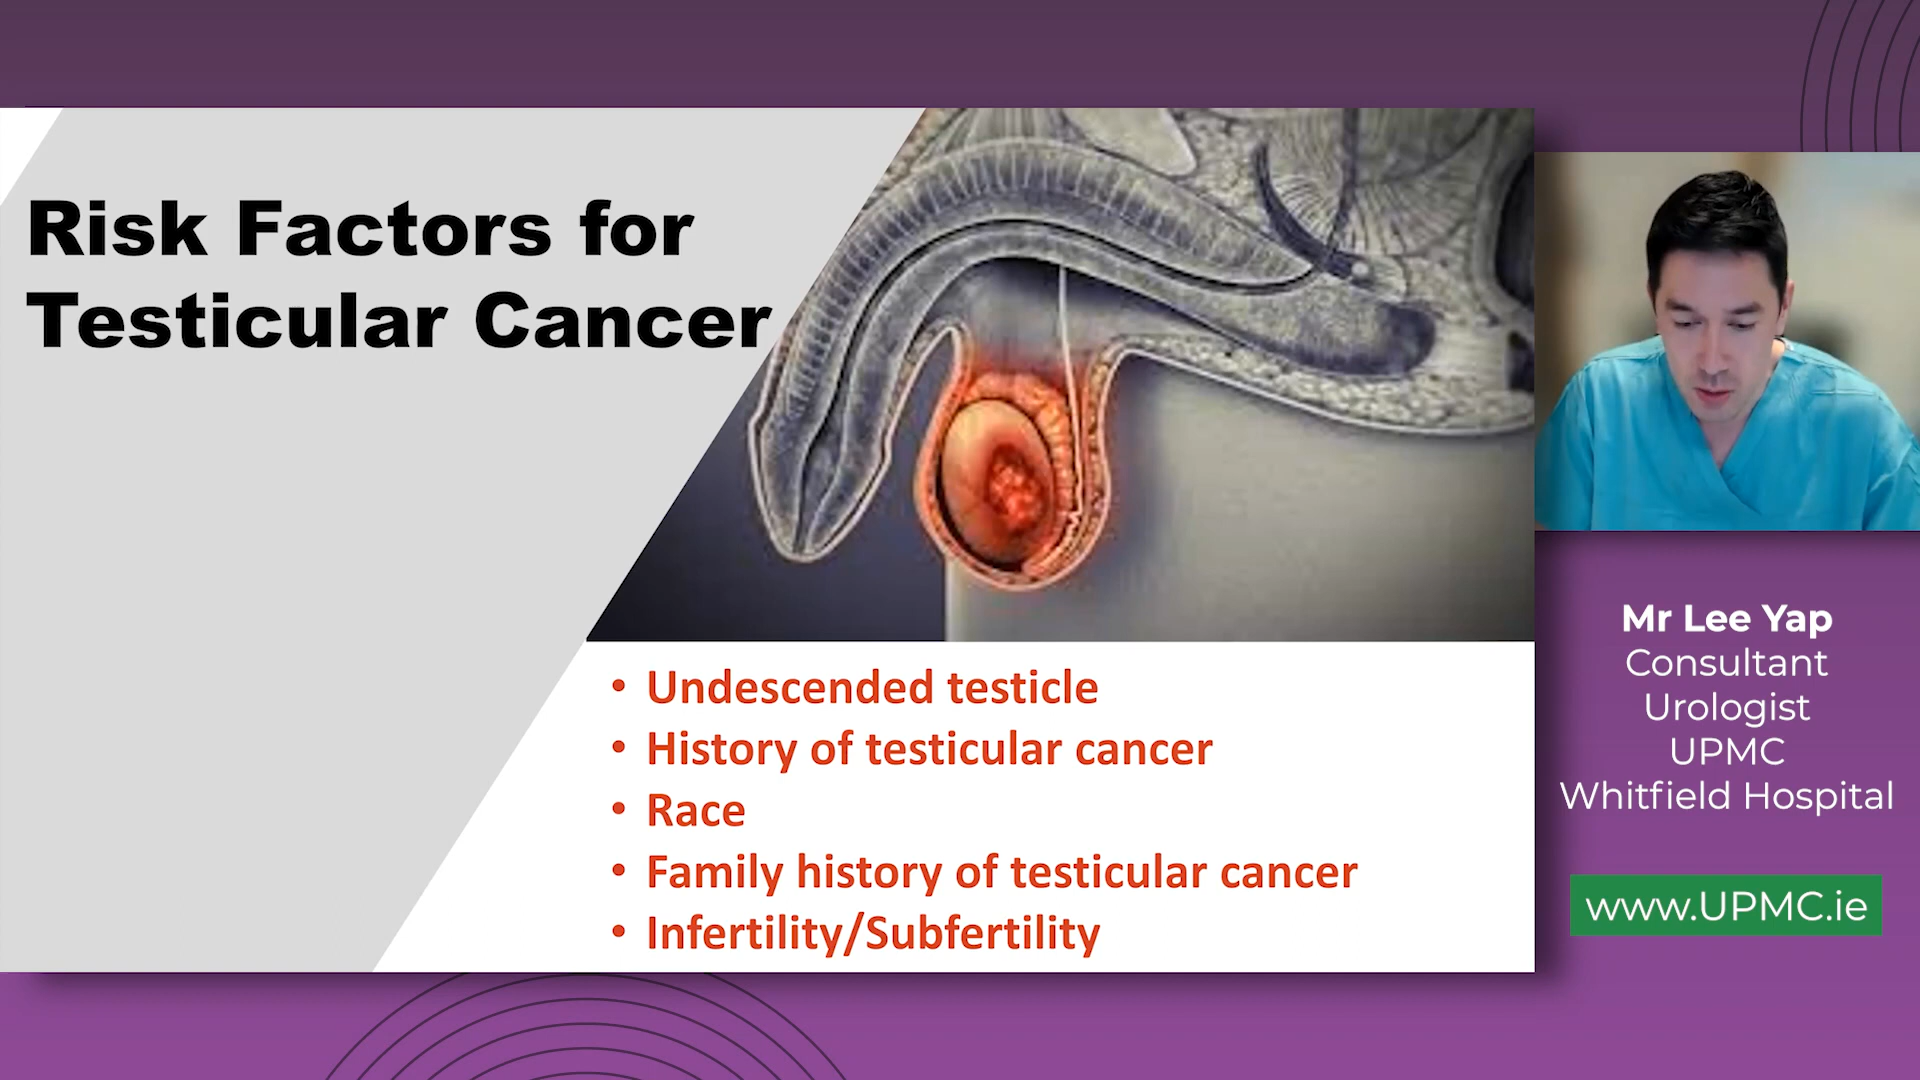 Risk Factors for
Testicular Cancer
• Undescended testicle
• History of testicular cancer
• Race
• Family history of testicular cancer
• Infertility/Subfertility
Mr Lee Yap
Consultant
Urologist
UPMC
Whitfield Hospital
www.UPMC.ie